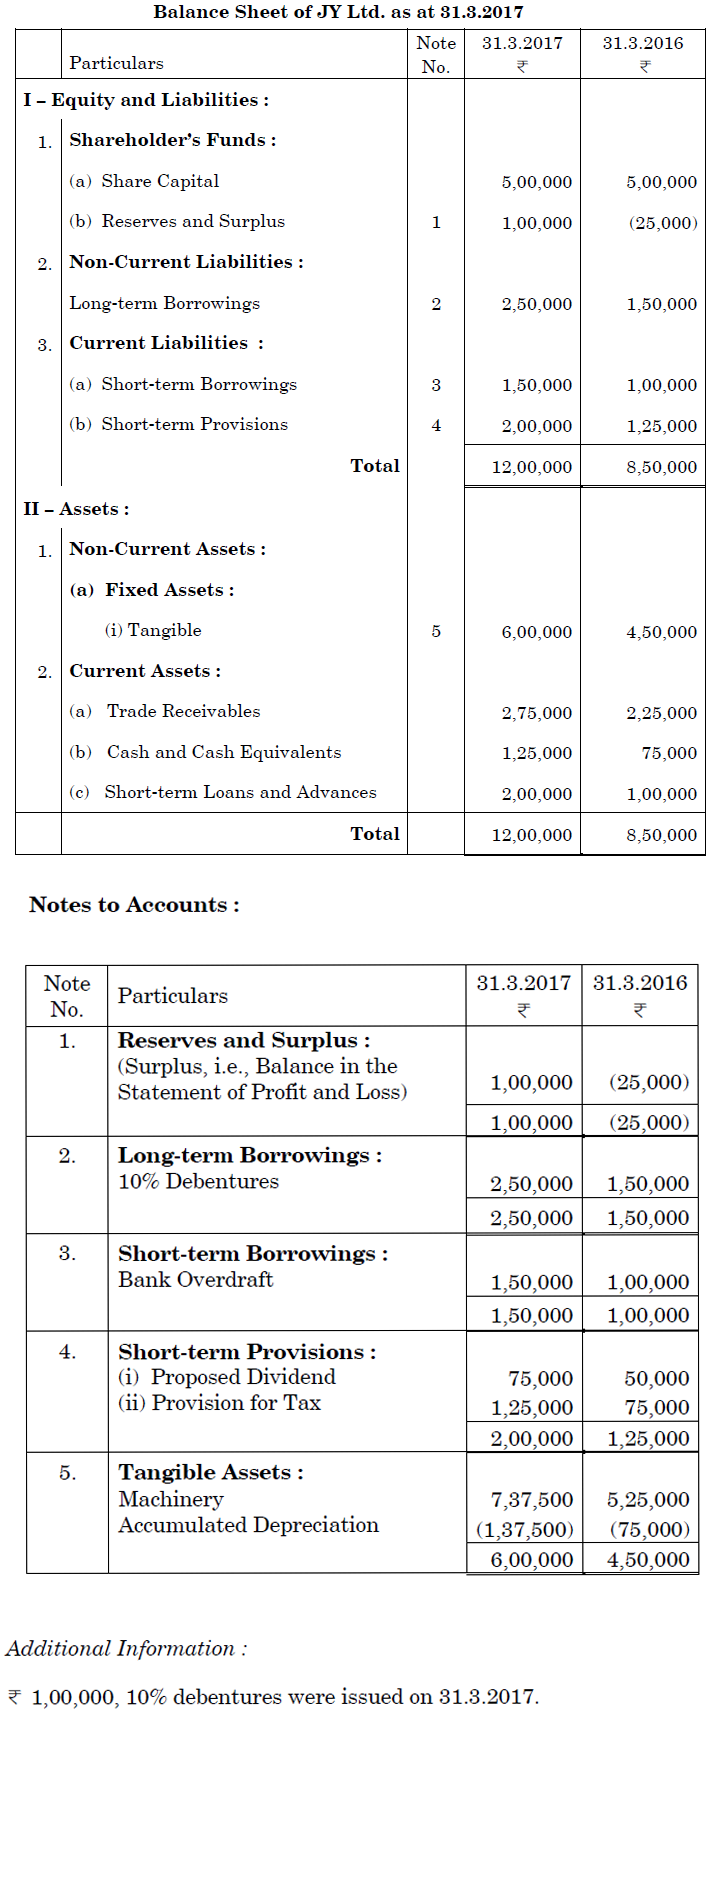 Balance Sheet of JY Ltd. as at 31.3.2017
Particulars Note No. 31.3.2017 ₹ 31.3.2016 ₹
I – Equity and Liabilities :
1. Shareholder's Funds :
(a) Share Capital 5,00,000 5,00,000
(b) Reserves and Surplus 1 1,00,000 (25,000)
2. Non-Current Liabilities :
Long-term Borrowings 2 2,50,000 1,50,000
3. Current Liabilities :
(a) Short-term Borrowings 3 1,50,000 1,00,000
(b) Short-term Provisions 4 2,00,000 1,25,000
Total 12,00,000 8,50,000
II – Assets :
1. Non-Current Assets :
(a) Fixed Assets :
(i) Tangible 5 6,00,000 4,50,000
2. Current Assets :
(a) Trade Receivables 2,75,000 2,25,000
(b) Cash and Cash Equivalents 1,25,000 75,000
(c) Short-term Loans and Advances 2,00,000 1,00,000
Total 12,00,000 8,50,000
Notes to Accounts :
Note No. Particulars 31.3.2017 ₹ 31.3.2016 ₹
1. Reserves and Surplus :
(Surplus, i.e., Balance in the
Statement of Profit and Loss) 1,00,000 (25,000)
1,00,000 (25,000)
2. Long-term Borrowings :
10% Debentures 2,50,000 1,50,000
2,50,000 1,50,000
3. Short-term Borrowings :
Bank Overdraft 1,50,000 1,00,000
1,50,000 1,00,000
4. Short-term Provisions :
(i) Proposed Dividend 75,000 50,000
(ii) Provision for Tax 1,25,000 75,000
2,00,000 1,25,000
5. Tangible Assets :
Machinery 7,37,500 5,25,000
Accumulated Depreciation (1,37,500) (75,000)
6,00,000 4,50,000
Additional Information :
₹ 1,00,000, 10% debentures were issued on 31.3.2017.